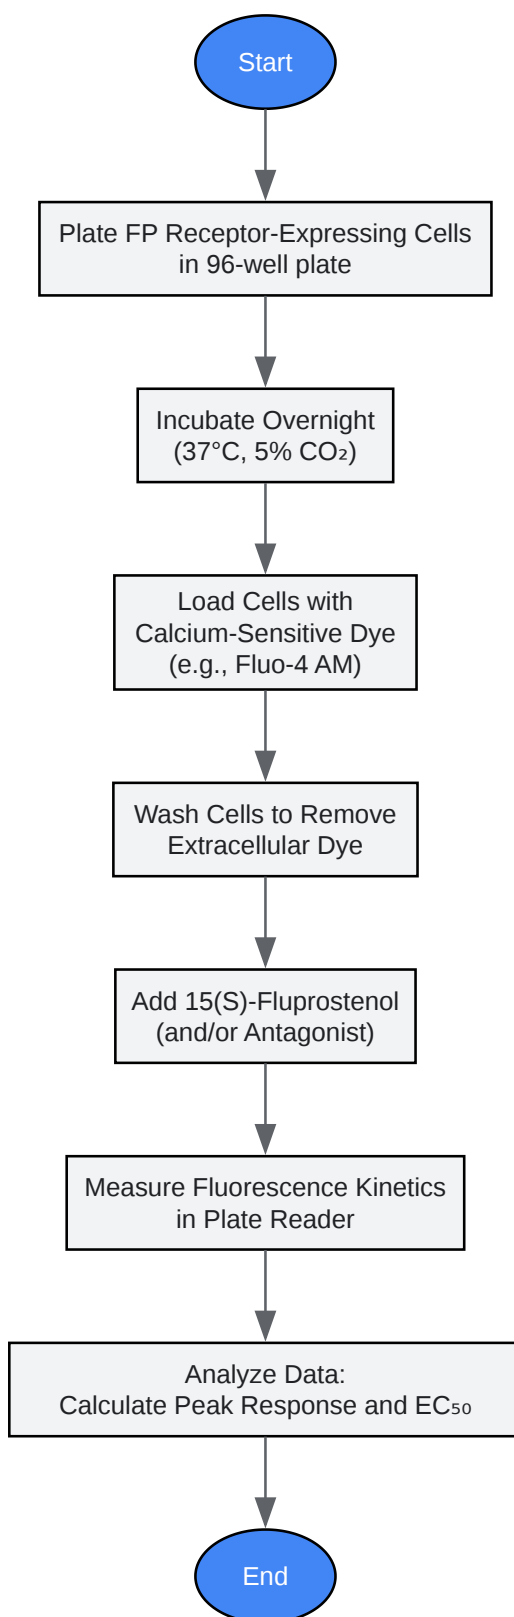 Start
Plate FP Receptor-Expressing Cells
in 96-well plate
Incubate Overnight
(37°C, 5% CO₂)
Load Cells with
Calcium-Sensitive Dye
(e.g., Fluo-4 AM)
Wash Cells to Remove
Extracellular Dye
Add 15(S)-Fluprostenol
(and/or Antagonist)
Measure Fluorescence Kinetics
in Plate Reader
Analyze Data:
Calculate Peak Response and EC₅₀
End